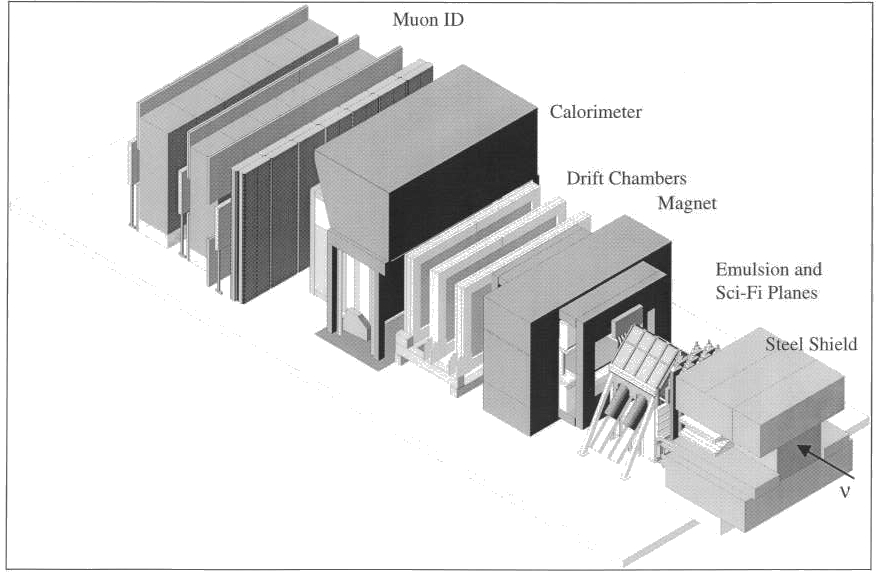 Muon ID
Calorimeter
Drift Chambers
Magnet
Emulsion and
Sci-Fi Planes
Steel Shield
ν